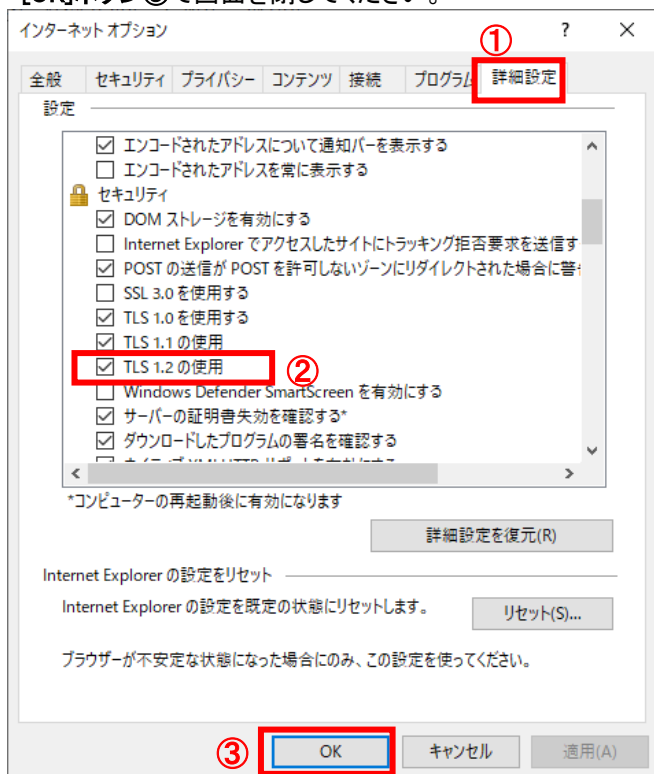 [OK]ボタン③で画面を閉じてください。
インターネット オプション
? ×
①
全般 セキュリティ プライバシー コンテンツ 接続 プログラム 詳細設定
設定
エンコードされたアドレスについて通知バーを表示する
エンコードされたアドレスを常に表示する
セキュリティ
DOM ストレージを有効にする
Internet Explorer でアクセスしたサイトにトラッキング拒否要求を送信す
POST の送信が POST を許可しないゾーンにリダイレクトされた場合に警告
SSL 3.0 を使用する
TLS 1.0 を使用する
TLS 1.1 の使用
TLS 1.2 の使用 ②
Windows Defender SmartScreen を有効にする
サーバーの証明書失効を確認する*
ダウンロードしたプログラムの署名を確認する
*コンピューターの再起動後に有効になります
詳細設定を復元(R)
Internet Explorer の設定をリセット
Internet Explorer の設定を既定の状態にリセットします。
リセット(S)...
ブラウザーが不安定な状態になった場合にのみ、この設定を使ってください。
③ OK キャンセル 適用(A)